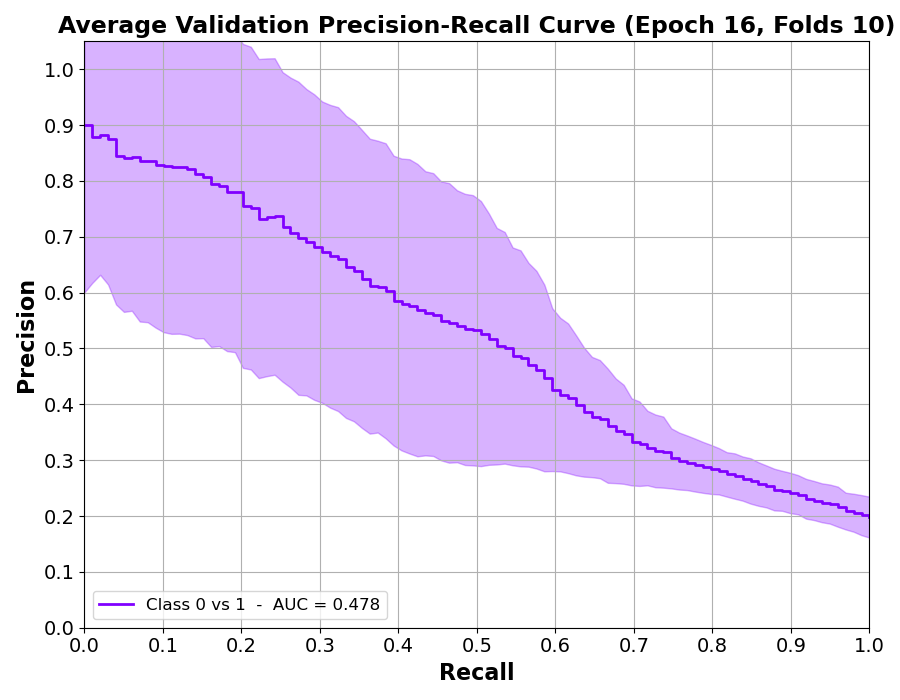 Average Validation Precision-Recall Curve (Epoch 16, Folds 10)
1.0
0.9
0.8
0.7
0.6
0.5
0.4
0.3
0.2
0.1
0.0
Precision
Class 0 vs 1 - AUC = 0.478
0.0 0.1 0.2 0.3 0.4 0.5 0.6 0.7 0.8 0.9 1.0
Recall